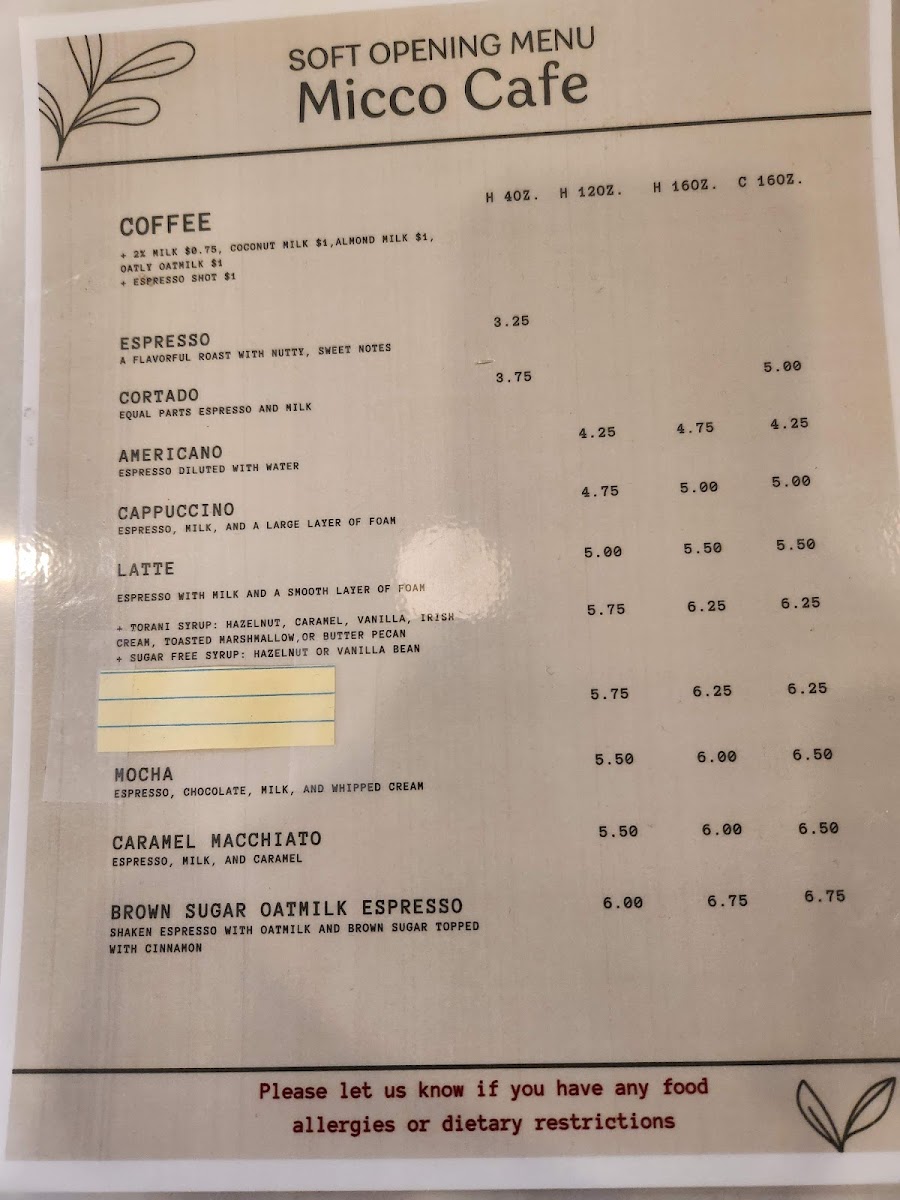 SOFT OPENING MENU
Micco Cafe
H 4OZ. H 12OZ. H 16OZ. C 16OZ.
COFFEE
+ 2% MILK $0.75, COCONUT MILK $1,ALMOND MILK $1,
OATLY OATMILK $1
+ ESPRESSO SHOT $1
ESPRESSO 3.25
A FLAVORFUL ROAST WITH NUTTY, SWEET NOTES
CORTADO 3.75 5.00
EQUAL PARTS ESPRESSO AND MILK
AMERICANO 4.25 4.75 4.25
ESPRESSO DILUTED WITH WATER
CAPPUCCINO 4.75 5.00 5.00
ESPRESSO, MILK, AND A LARGE LAYER OF FOAM
LATTE 5.00 5.50 5.50
ESPRESSO WITH MILK AND A SMOOTH LAYER OF FOAM
5.75 6.25 6.25
+ TORANI SYRUP: HAZELNUT, CARAMEL, VANILLA, IRISH
CREAM, TOASTED MARSHMALLOW,OR BUTTER PECAN
+ SUGAR FREE SYRUP: HAZELNUT OR VANILLA BEAN
5.75 6.25 6.25
MOCHA 5.50 6.00 6.50
ESPRESSO, CHOCOLATE, MILK, AND WHIPPED CREAM
CARAMEL MACCHIATO 5.50 6.00 6.50
ESPRESSO, MILK, AND CARAMEL
BROWN SUGAR OATMILK ESPRESSO 6.00 6.75 6.75
SHAKEN ESPRESSO WITH OATMILK AND BROWN SUGAR TOPPED
WITH CINNAMON
Please let us know if you have any food
allergies or dietary restrictions